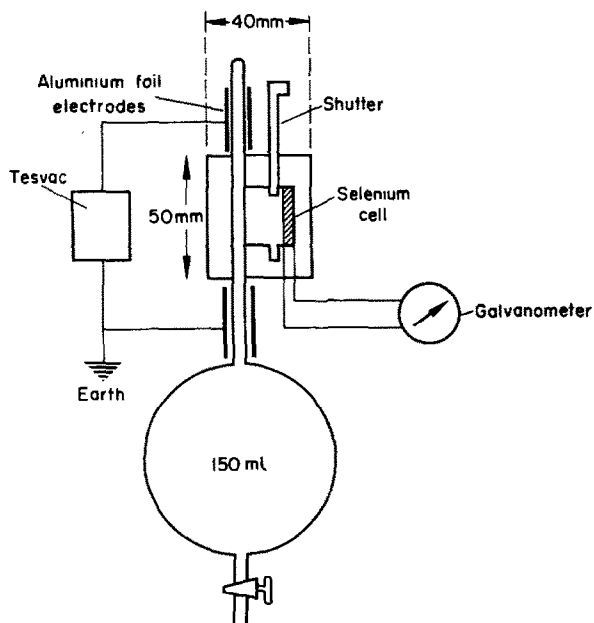 40mm
Aluminium foil
electrodes
Shutter
Tesvac
50mm
Selenium
cell
Galvanometer
Earth
150 ml